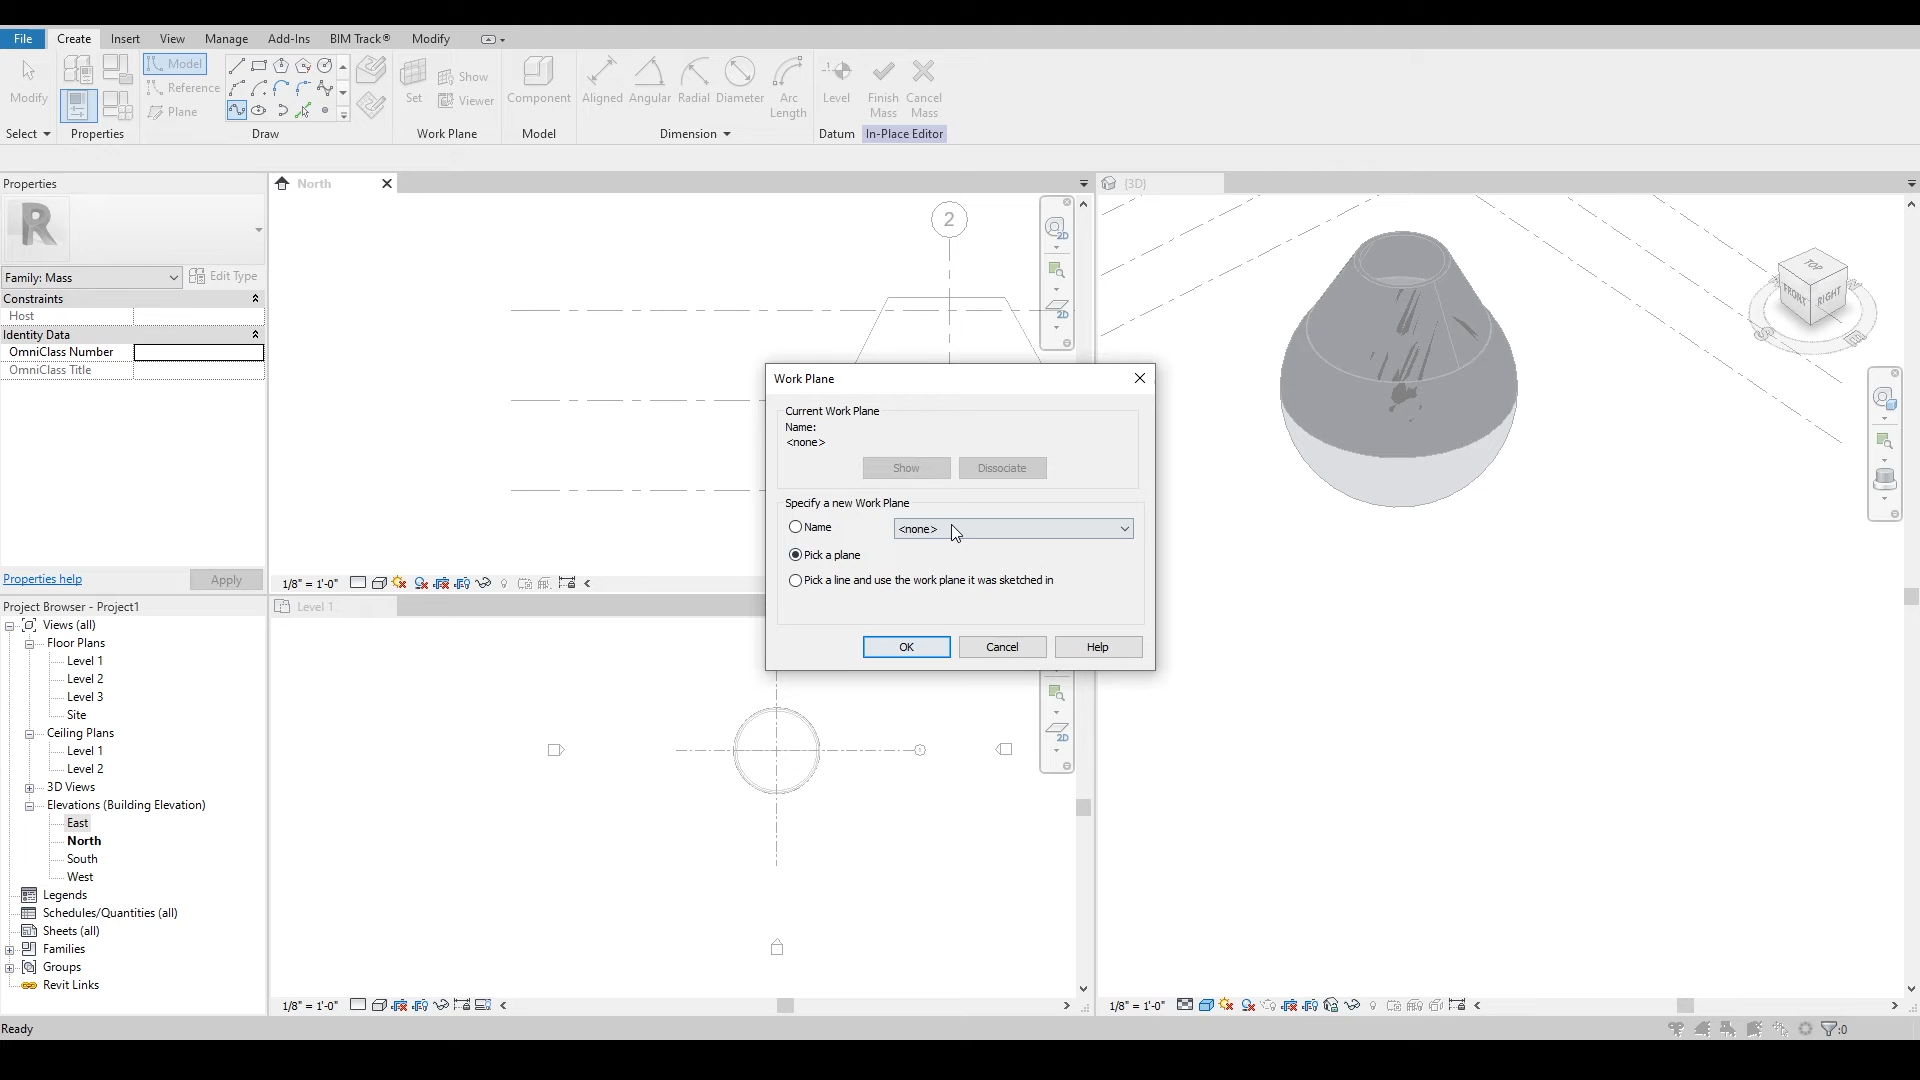 File Create Insert View Manage Add-Ins BIM Track® Modify
Model
Reference
Plane
Show
Viewer
Modify Set Component Aligned Angular Radial Diameter Arc Length Level Finish Mass Cancel Mass
Select Properties Draw Work Plane Model Dimension Datum In-Place Editor
Properties
R
Family: Mass Edit Type
Constraints
Host
Identity Data
OmniClass Number
OmniClass Title
Properties help Apply
North
2
2D
2D
1/8" = 1'-0"
{3D}
TOP
FRONT RIGHT
Work Plane
Current Work Plane
Name:
<none>
Show Dissociate
Specify a new Work Plane
Name <none>
Pick a plane
Pick a line and use the work plane it was sketched in
OK Cancel Help
Project Browser - Project1
Views (all)
Floor Plans
Level 1
Level 2
Level 3
Site
Ceiling Plans
Level 1
Level 2
3D Views
Elevations (Building Elevation)
East
North
South
West
Legends
Schedules/Quantities (all)
Sheets (all)
Families
Groups
Revit Links
Level 1
2D
1/8" = 1'-0"
1/8" = 1'-0"
Ready
:0